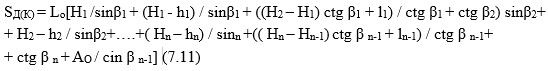 SД(К) = Lо[H1 /sinβ1 + (H1 - h1) / sinβ1 + ((H2 – H1) ctg β1 + l1) / ctg β1 + ctg β2) sinβ2+
+ H2 – h2 / sinβ2+….+( Hn – hn) / sinn +(( Hn – Hn-1) ctg β n-1 + ln-1) / ctg β n-1+
+ ctg β n + AO / cin β n-1] (7.11)